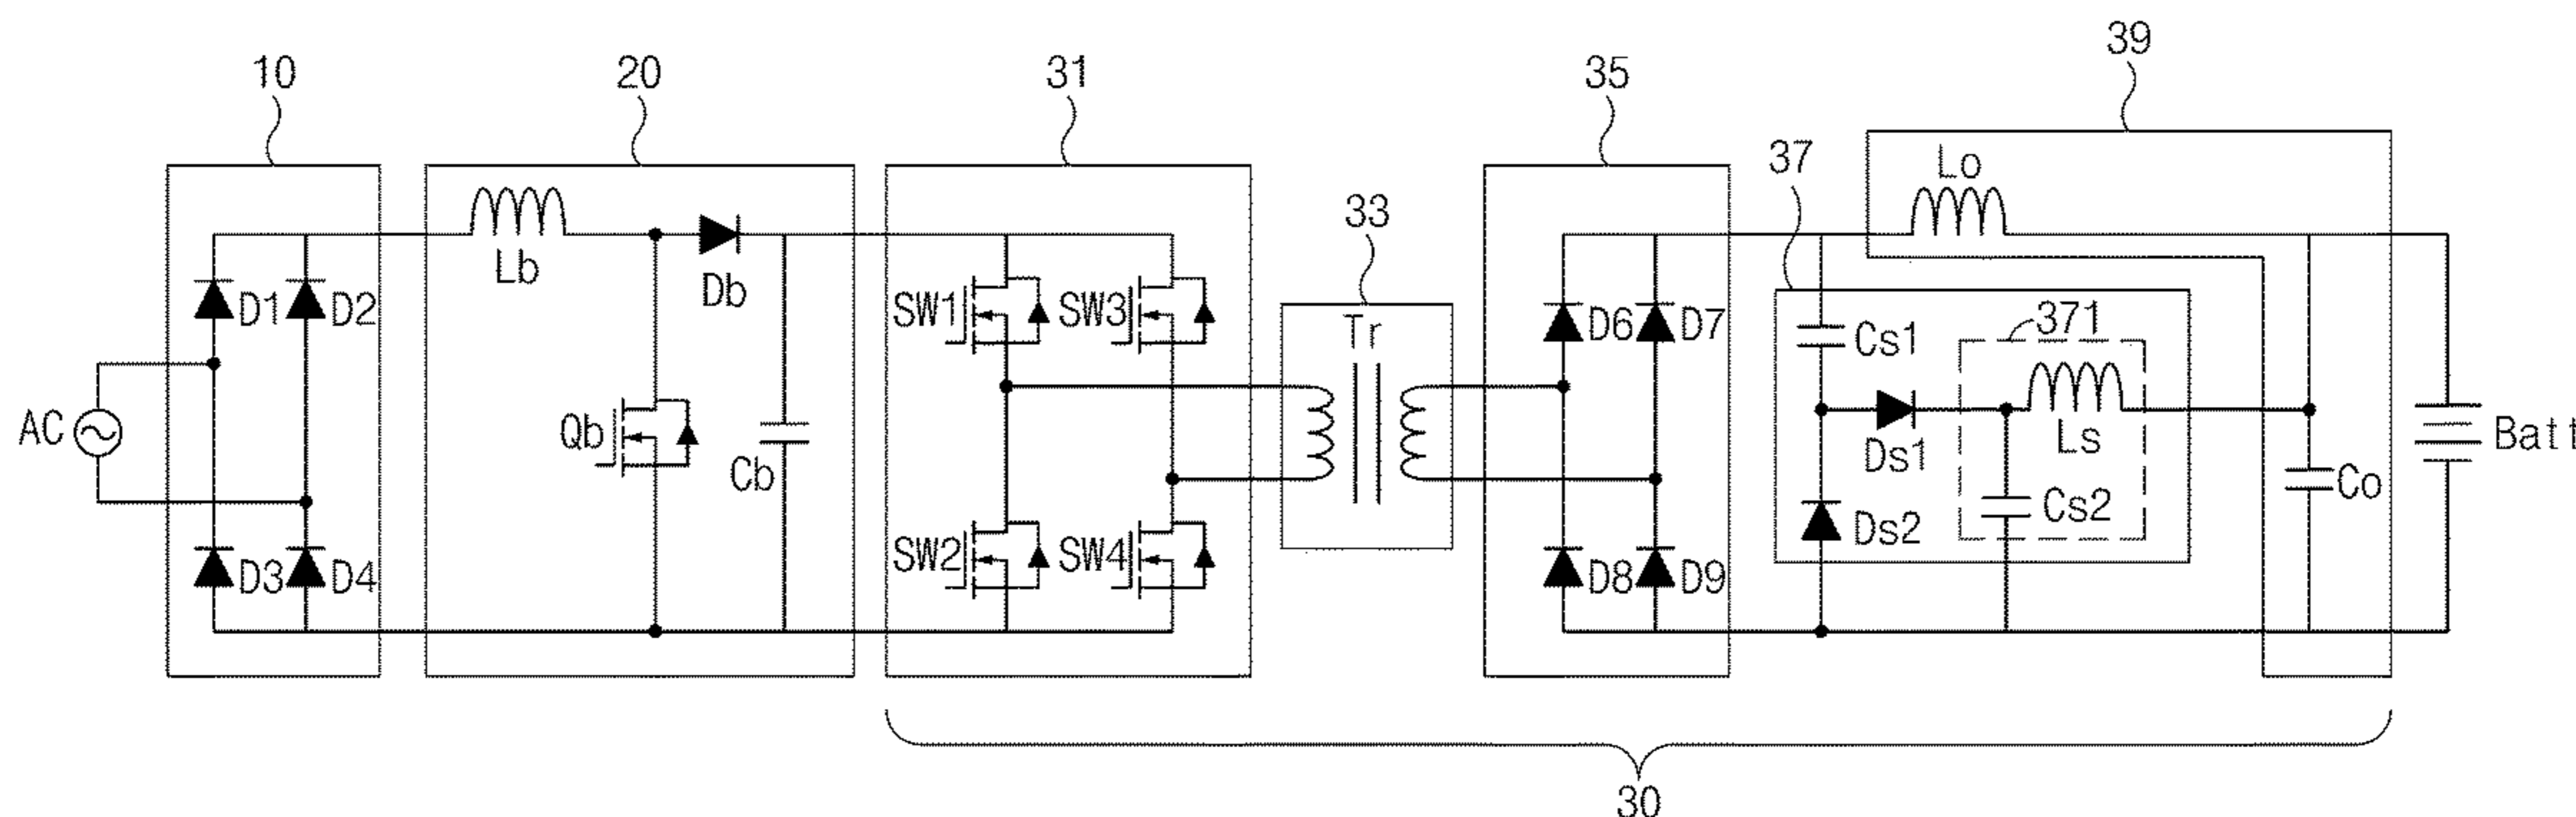 39
10
20
31
35
37
Lo
33
Lb
Db
Tr
D1
D2
SW1
SW3
D6
D7
371
Cs1
AC
Qb
Cb
Ds1
Ls
Batt
Co
Cs2
Ds2
SW2
SW4
D3
D4
D8
D9
30